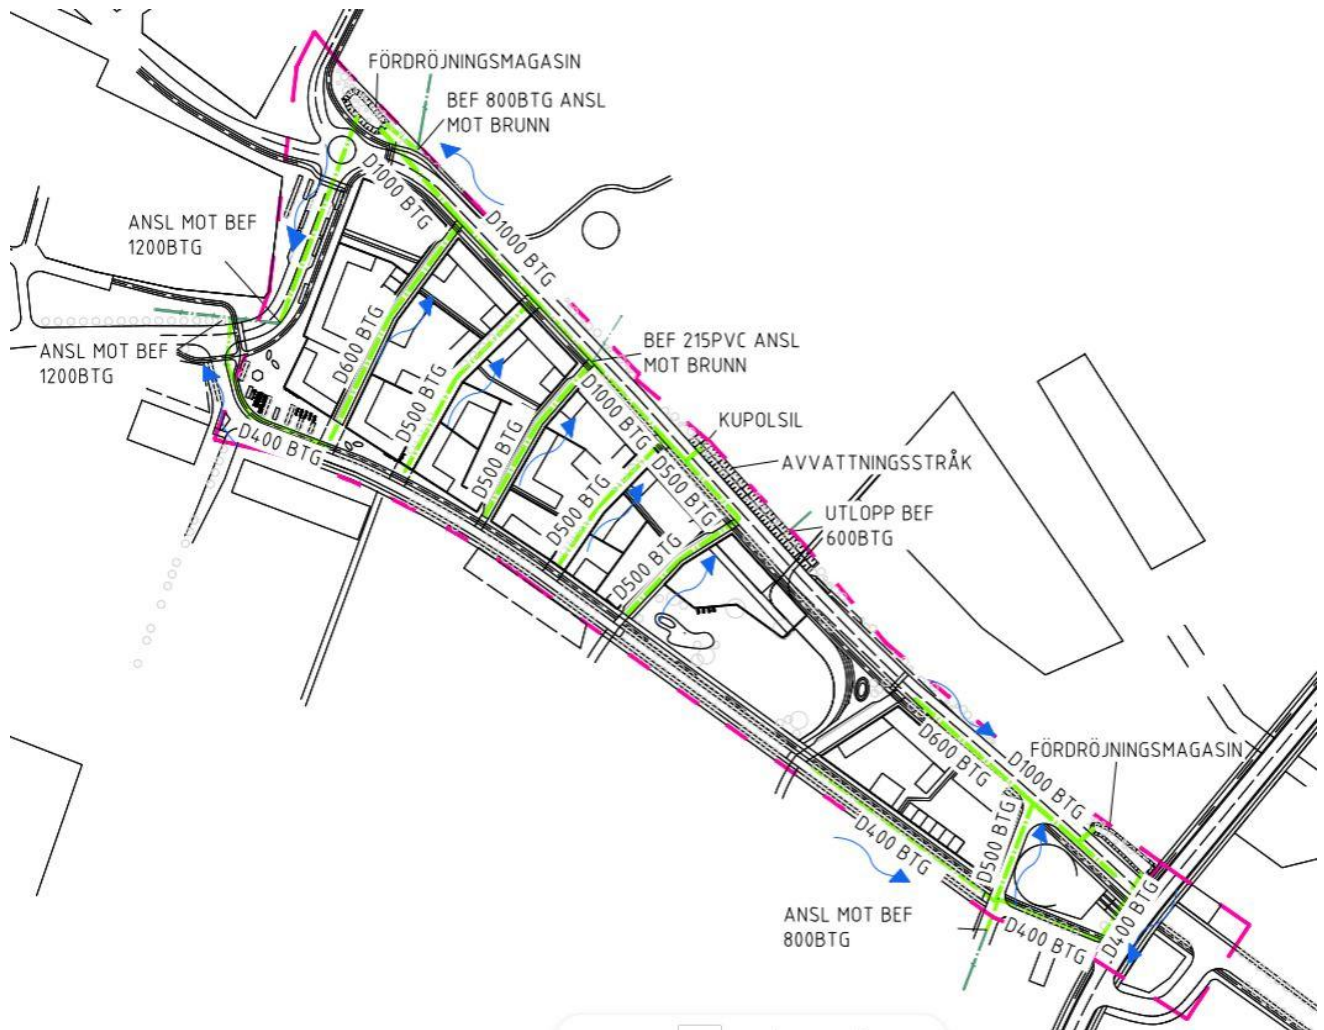 FÖRDRÖJNINGSMAGASIN
BEF 800BTG ANSL
MOT BRUNN
D1000 BTG
D1000 BTG
ANSL MOT BEF
1200BTG
ANSL MOT BEF
1200BTG
D600 BTG
BEF 215PVC ANSL
MOT BRUNN
D500 BTG
D1000 BTG
D400 BTG
D500 BTG
KUPOLSIL
D500 BTG
AVVATTNINGSSTRÅK
D500 BTG
UTLOPP BEF
600BTG
D500 BTG
D600 BTG
D1000 BTG
FÖRDRÖJNINGSMAGASIN
D400 BTG
D500 BTG
ANSL MOT BEF
800BTG
D400 BTG
D400 BTG